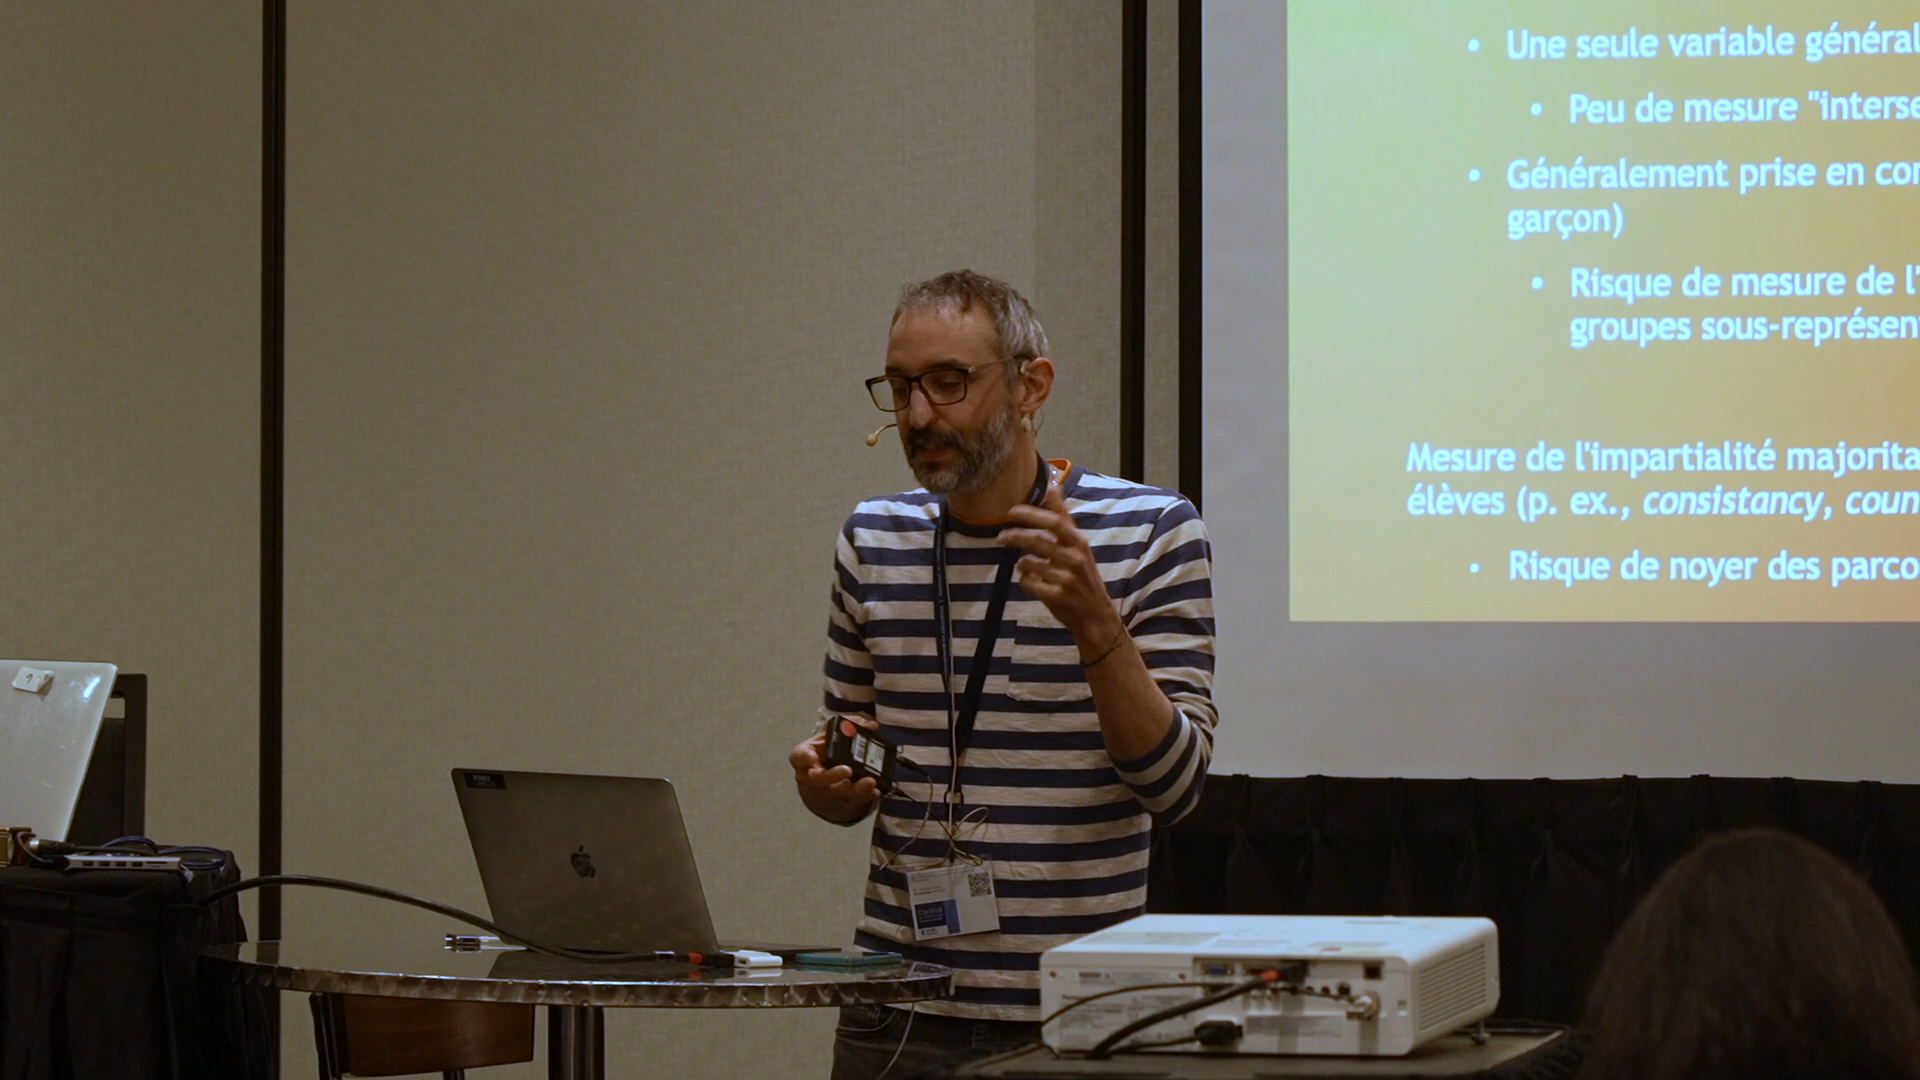 Une seule variable général
Peu de mesure "interse
Généralement prise en con
garçon)
Risque de mesure de l'
groupes sous-représen
Mesure de l'impartialité majorita
élèves (p. ex., consistancy, coun
Risque de noyer des parco